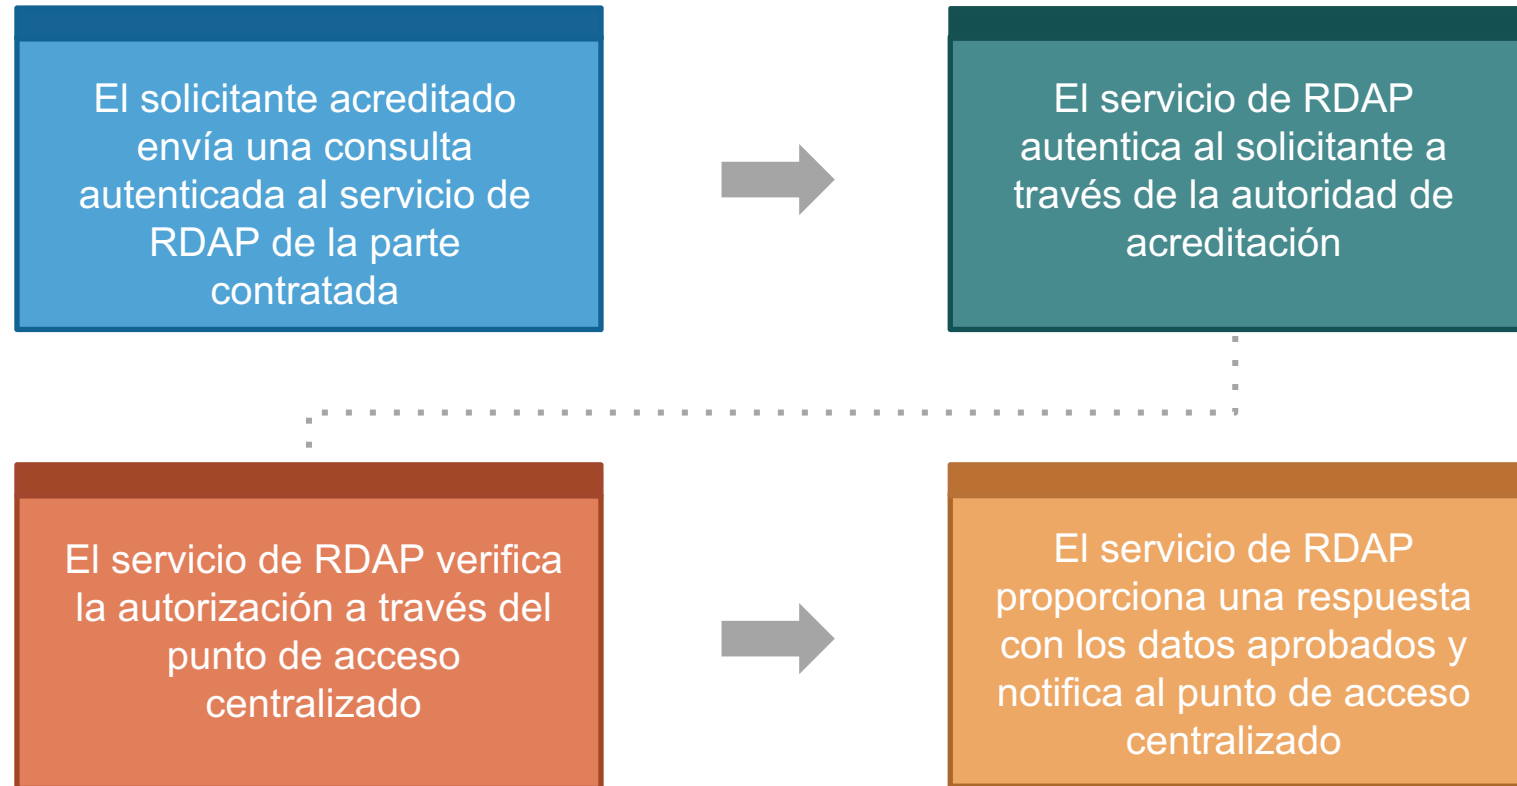 El solicitante acreditado
envía una consulta
autenticada al servicio de
RDAP de la parte
contratada
El servicio de RDAP
autentica al solicitante a
través de la autoridad de
acreditación
El servicio de RDAP verifica
la autorización a través del
punto de acceso
centralizado
El servicio de RDAP
proporciona una respuesta
con los datos aprobados y
notifica al punto de acceso
centralizado